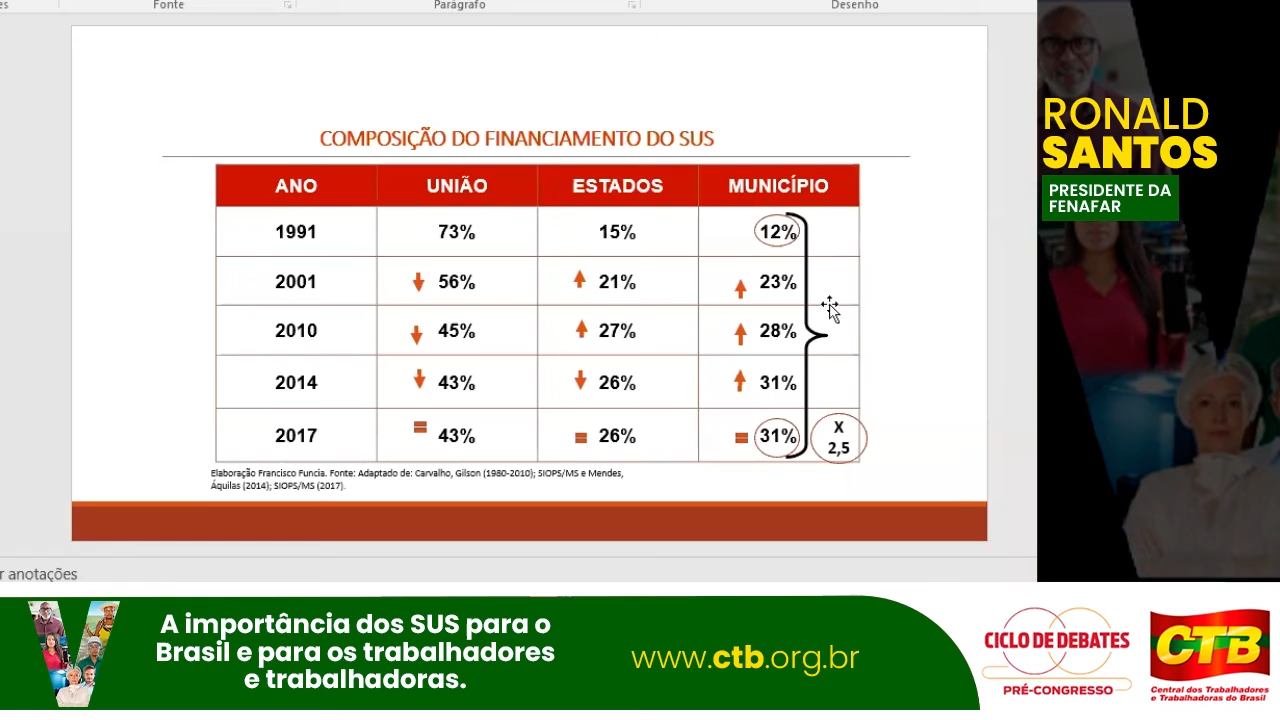 es
Fonte
Parágrafo
Desenho
COMPOSIÇÃO DO FINANCIAMENTO DO SUS
ANO UNIÃO ESTADOS MUNICÍPIO
1991 73% 15% 12%
2001 56% 21% 23%
2010 45% 27% 28%
2014 43% 26% 31%
2017 43% 26% 31%
X
2,5
Elaboração Francisco Funcia. Fonte: Adaptado de: Carvalho, Gilson (1980-2010); SIOPS/MS e Mendes,
Áquilas (2014); SIOPS/MS (2017).
r anotações
RONALD
SANTOS
PRESIDENTE DA
FENAFAR
A importância dos SUS para o
Brasil e para os trabalhadores
e trabalhadoras.
www.ctb.org.br
CICLO DE DEBATES
PRÉ-CONGRESSO
CTB
Central dos Trabalhadores
e Trabalhadoras do Brasil